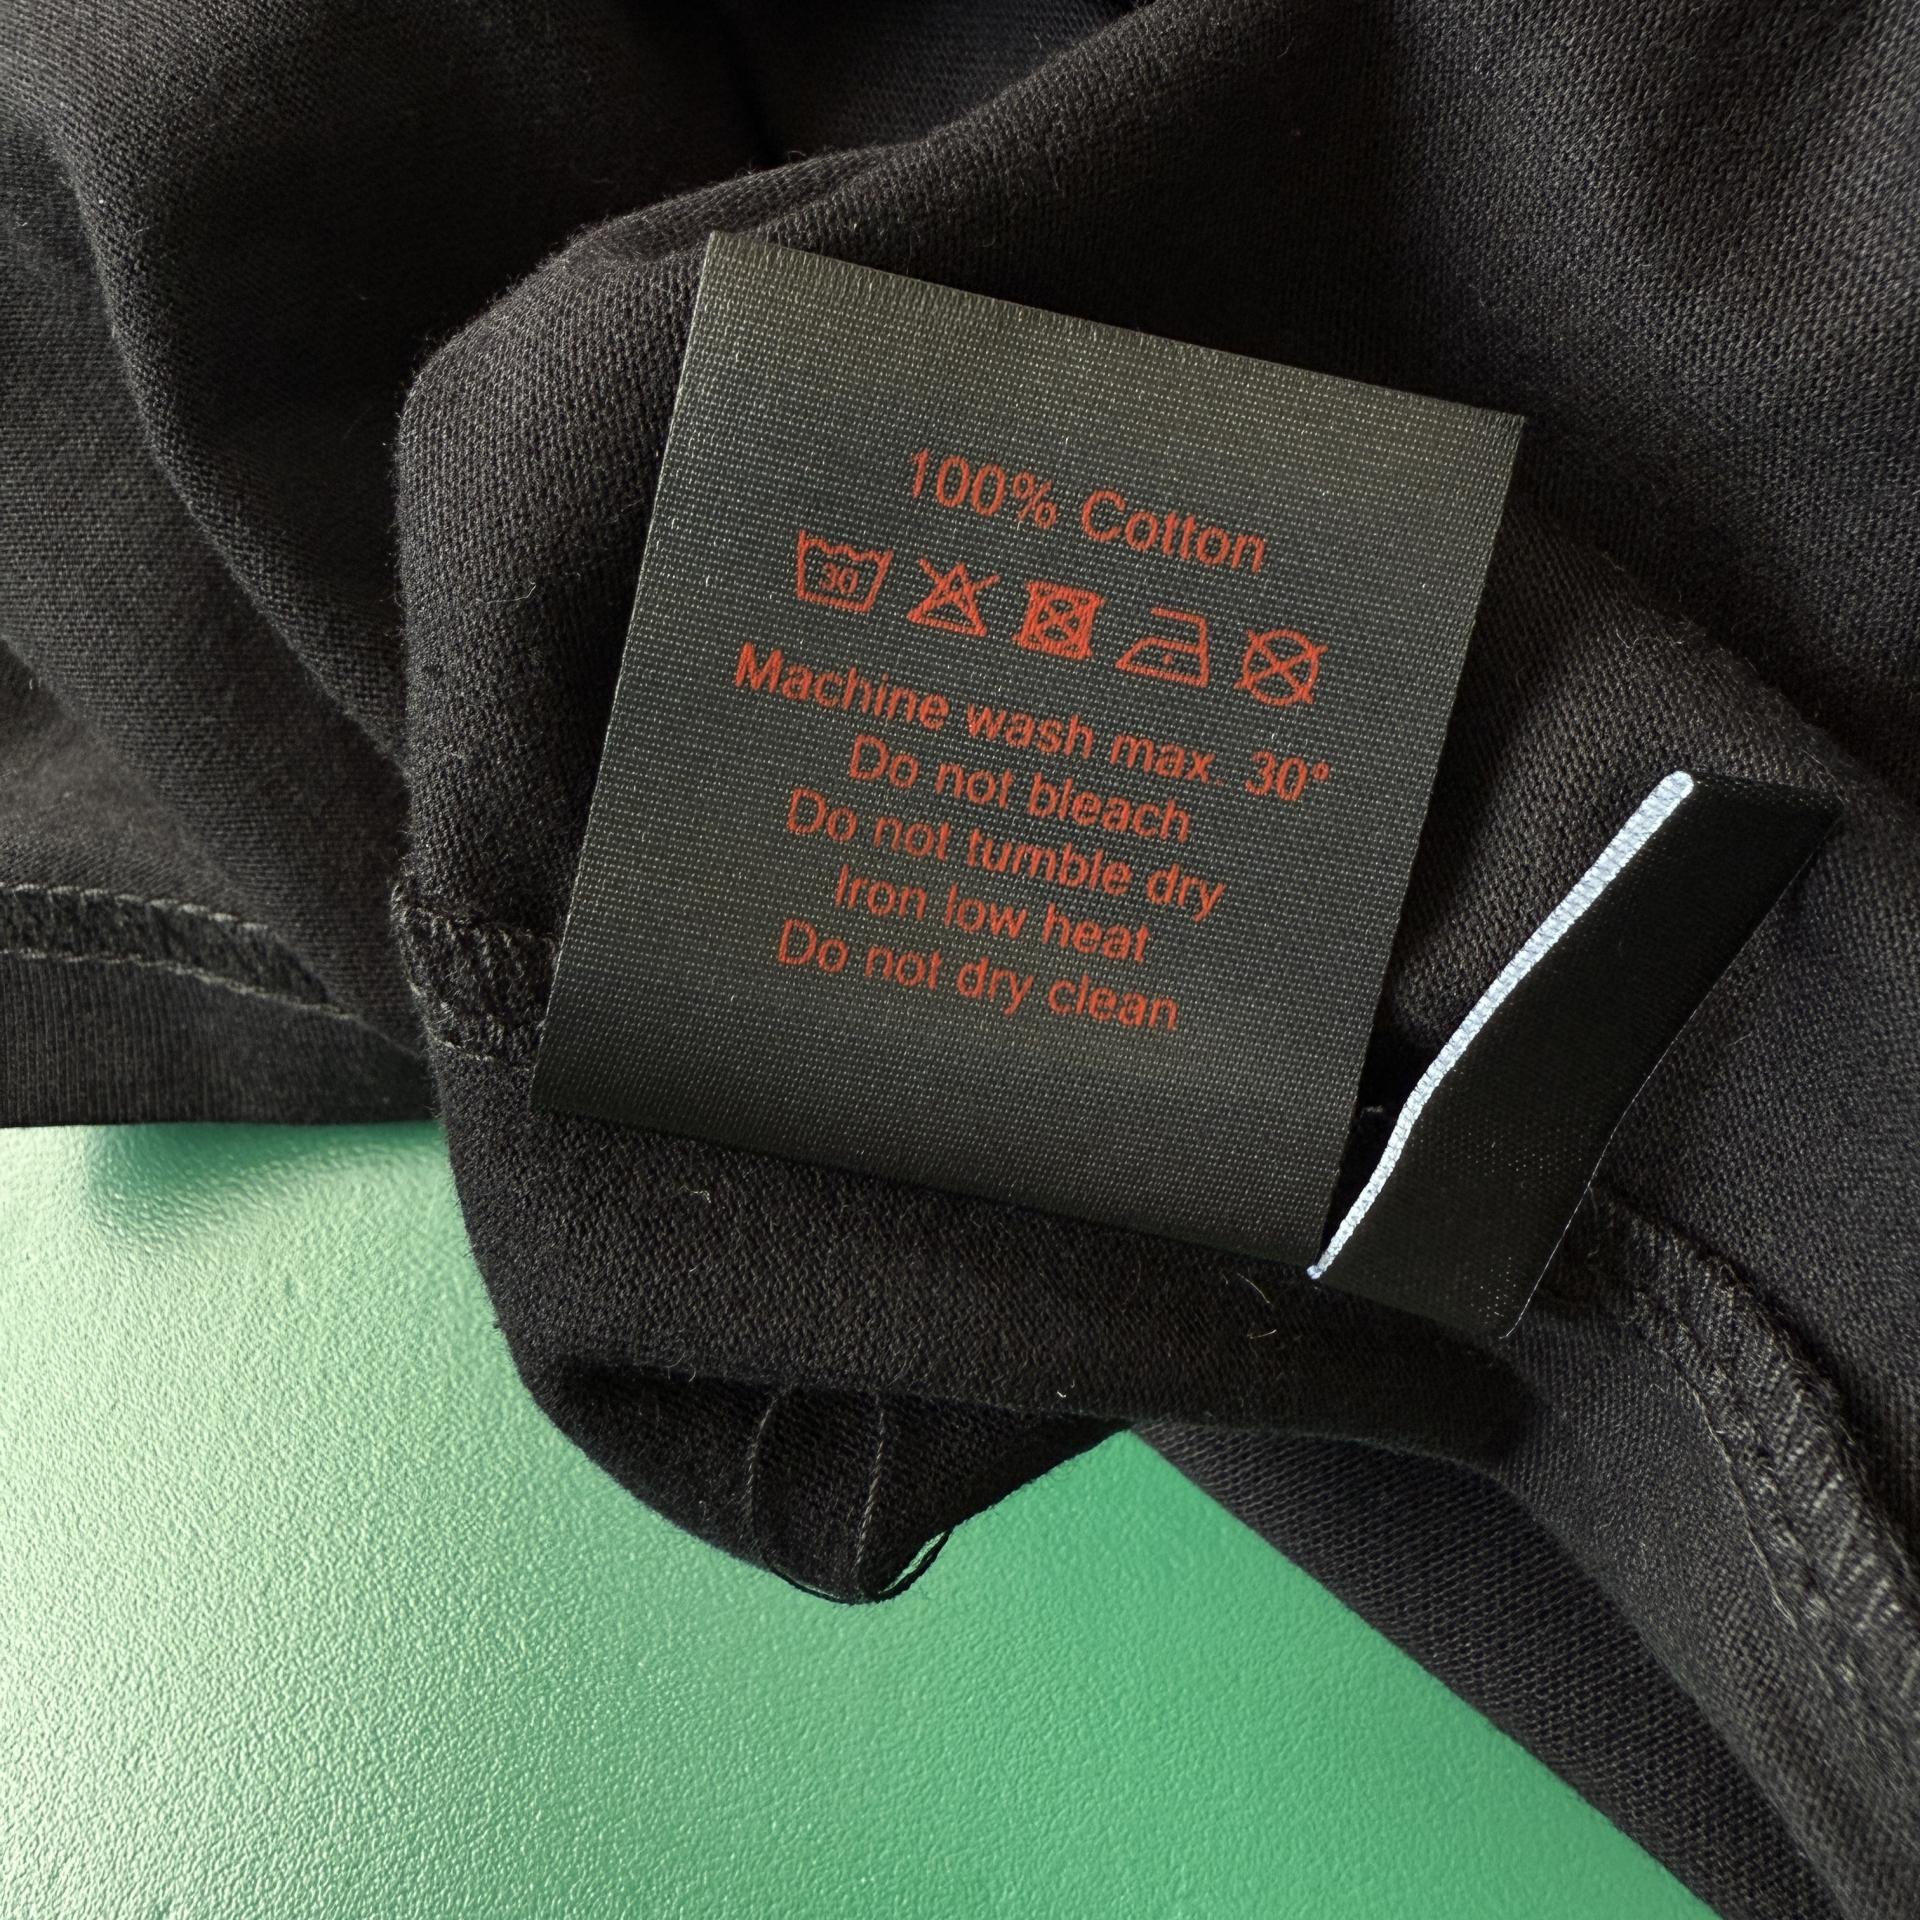 100% Cotton
30
Machine wash max. 30°
Do not bleach
Do not tumble dry
Iron low heat
Do not dry clean